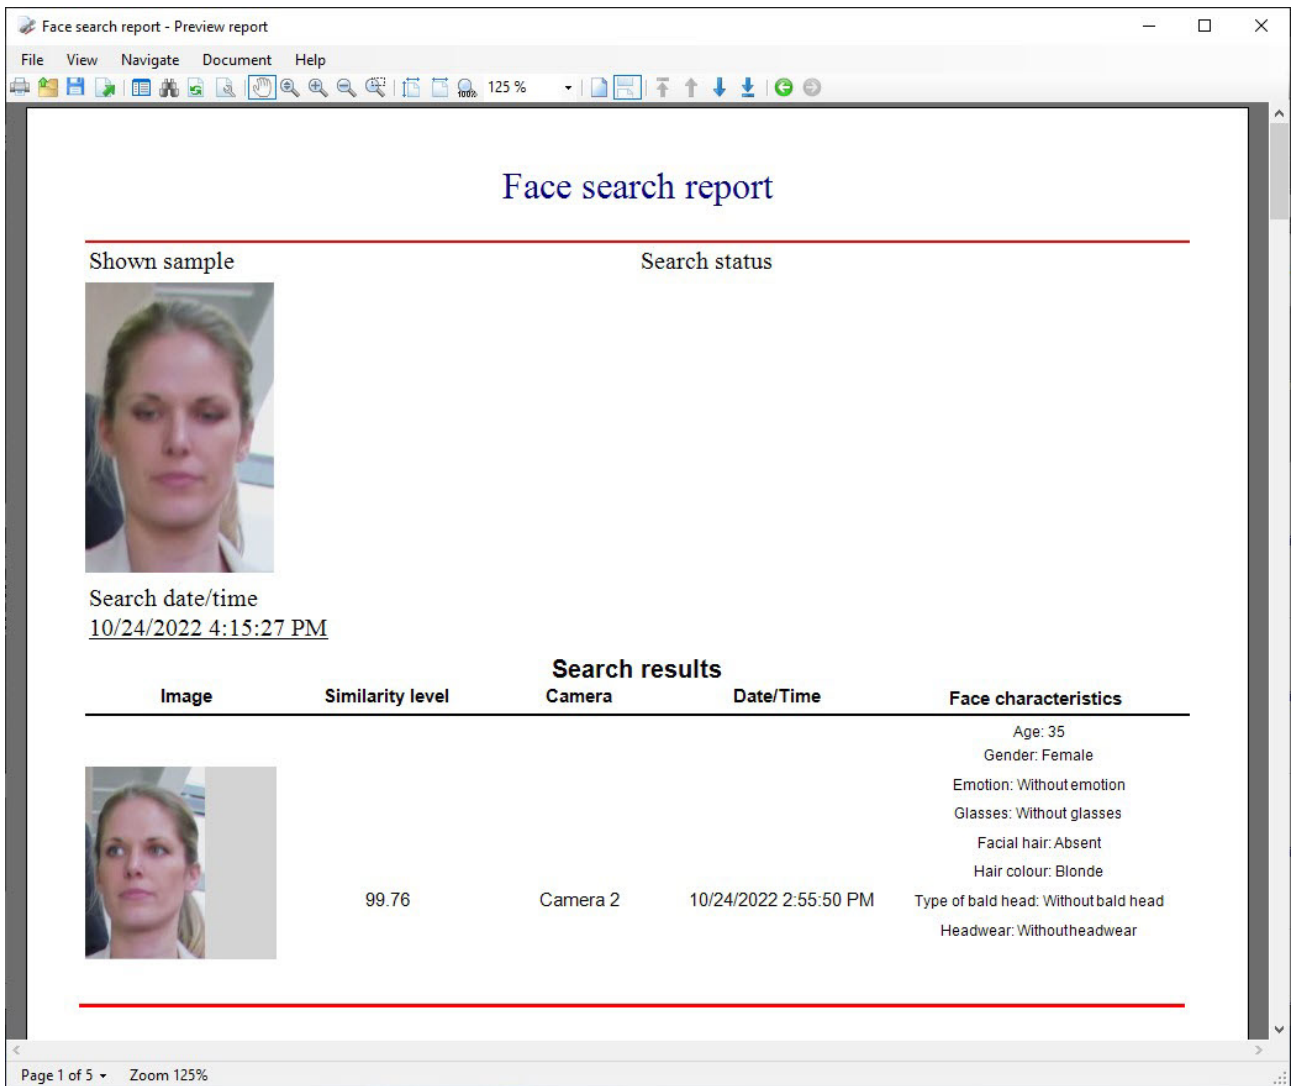 Face search report - Preview report
File View Navigate Document Help
100% 125 %
Face search report
Shown sample Search status
Search date/time
10/24/2022 4:15:27 PM
Search results
Image Similarity level Camera Date/Time Face characteristics
Age: 35
Gender: Female
Emotion: Without emotion
Glasses: Without glasses
Facial hair: Absent
Hair colour: Blonde
99.76 Camera 2 10/24/2022 2:55:50 PM Type of bald head: Without bald head
Headwear: Withoutheadwear
Page 1 of 5 Zoom 125%